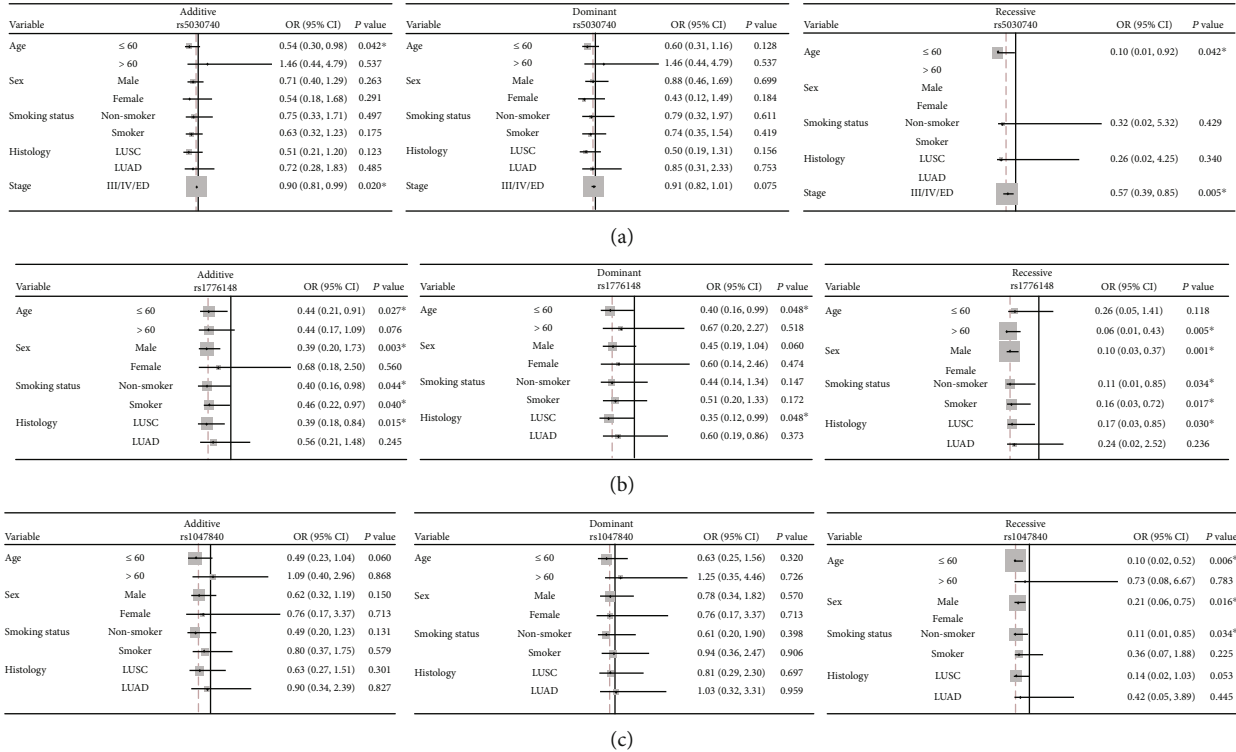 Additive
Variable rs5030740 OR (95% CI) P value
Age ≤ 60 0.54 (0.30, 0.98) 0.042*
> 60 1.46 (0.44, 4.79) 0.537
Sex Male 0.71 (0.40, 1.29) 0.263
Female 0.54 (0.18, 1.68) 0.291
Smoking status Non-smoker 0.75 (0.33, 1.71) 0.497
Smoker 0.63 (0.32, 1.23) 0.175
Histology LUSC 0.51 (0.21, 1.20) 0.123
LUAD 0.72 (0.28, 1.83) 0.485
Stage III/IV/ED 0.90 (0.81, 0.99) 0.020*
Dominant
Variable rs5030740 OR (95% CI) P value
Age ≤ 60 0.60 (0.31, 1.16) 0.128
> 60 1.46 (0.44, 4.79) 0.537
Sex Male 0.88 (0.46, 1.69) 0.699
Female 0.43 (0.12, 1.49) 0.184
Smoking status Non-smoker 0.79 (0.32, 1.97) 0.611
Smoker 0.74 (0.35, 1.54) 0.419
Histology LUSC 0.50 (0.19, 1.31) 0.156
LUAD 0.85 (0.31, 2.33) 0.753
Stage III/IV/ED 0.91 (0.82, 1.01) 0.075
Recessive
Variable rs5030740 OR (95% CI) P value
Age ≤ 60 0.10 (0.01, 0.92) 0.042*
> 60
Sex Male
Female
Smoking status Non-smoker 0.32 (0.02, 5.32) 0.429
Smoker
Histology LUSC 0.26 (0.02, 4.25) 0.340
LUAD
Stage III/IV/ED 0.57 (0.39, 0.85) 0.005*
(a)
Additive
Variable rs1776148 OR (95% CI) P value
Age ≤ 60 0.44 (0.21, 0.91) 0.027*
> 60 0.44 (0.17, 1.09) 0.076
Sex Male 0.39 (0.20, 1.73) 0.003*
Female 0.68 (0.18, 2.50) 0.560
Smoking status Non-smoker 0.40 (0.16, 0.98) 0.044*
Smoker 0.46 (0.22, 0.97) 0.040*
Histology LUSC 0.39 (0.18, 0.84) 0.015*
LUAD 0.56 (0.21, 1.48) 0.245
Dominant
Variable rs1776148 OR (95% CI) P value
Age ≤ 60 0.40 (0.16, 0.99) 0.048*
> 60 0.67 (0.20, 2.27) 0.518
Sex Male 0.45 (0.19, 1.04) 0.060
Female 0.60 (0.14, 2.46) 0.474
Smoking status Non-smoker 0.44 (0.14, 1.34) 0.147
Smoker 0.51 (0.20, 1.33) 0.172
Histology LUSC 0.35 (0.12, 0.99) 0.048*
LUAD 0.60 (0.19, 0.86) 0.373
Recessive
Variable rs1776148 OR (95% CI) P value
Age ≤ 60 0.26 (0.05, 1.41) 0.118
> 60 0.06 (0.01, 0.43) 0.005*
Sex Male 0.10 (0.03, 0.37) 0.001*
Female
Smoking status Non-smoker 0.11 (0.01, 0.85) 0.034*
Smoker 0.16 (0.03, 0.72) 0.017*
Histology LUSC 0.17 (0.03, 0.85) 0.030*
LUAD 0.24 (0.02, 2.52) 0.236
(b)
Additive
Variable rs1047840 OR (95% CI) P value
Age ≤ 60 0.49 (0.23, 1.04) 0.060
> 60 1.09 (0.40, 2.96) 0.868
Sex Male 0.62 (0.32, 1.19) 0.150
Female 0.76 (0.17, 3.37) 0.713
Smoking status Non-smoker 0.49 (0.20, 1.23) 0.131
Smoker 0.80 (0.37, 1.75) 0.579
Histology LUSC 0.63 (0.27, 1.51) 0.301
LUAD 0.90 (0.34, 2.39) 0.827
Dominant
Variable rs1047840 OR (95% CI) P value
Age ≤ 60 0.63 (0.25, 1.56) 0.320
> 60 1.25 (0.35, 4.46) 0.726
Sex Male 0.78 (0.34, 1.82) 0.570
Female 0.76 (0.17, 3.37) 0.713
Smoking status Non-smoker 0.61 (0.20, 1.90) 0.398
Smoker 0.94 (0.36, 2.47) 0.906
Histology LUSC 0.81 (0.29, 2.30) 0.697
LUAD 1.03 (0.32, 3.31) 0.959
Recessive
Variable rs1047840 OR (95% CI) P value
Age ≤ 60 0.10 (0.02, 0.52) 0.006*
> 60 0.73 (0.08, 6.67) 0.783
Sex Male 0.21 (0.06, 0.75) 0.016*
Female
Smoking status Non-smoker 0.11 (0.01, 0.85) 0.034*
Smoker 0.36 (0.07, 1.88) 0.225
Histology LUSC 0.14 (0.02, 1.03) 0.053
LUAD 0.42 (0.05, 3.89) 0.445
(c)